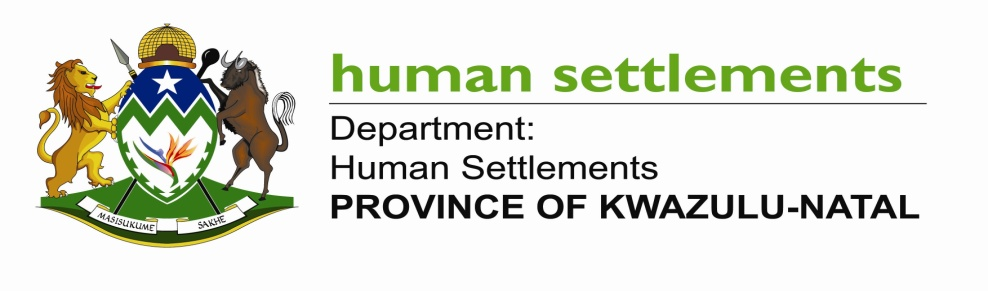 human settlements
Department:
Human Settlements
PROVINCE OF KWAZULU-NATAL
MASISUKUME SAKHE